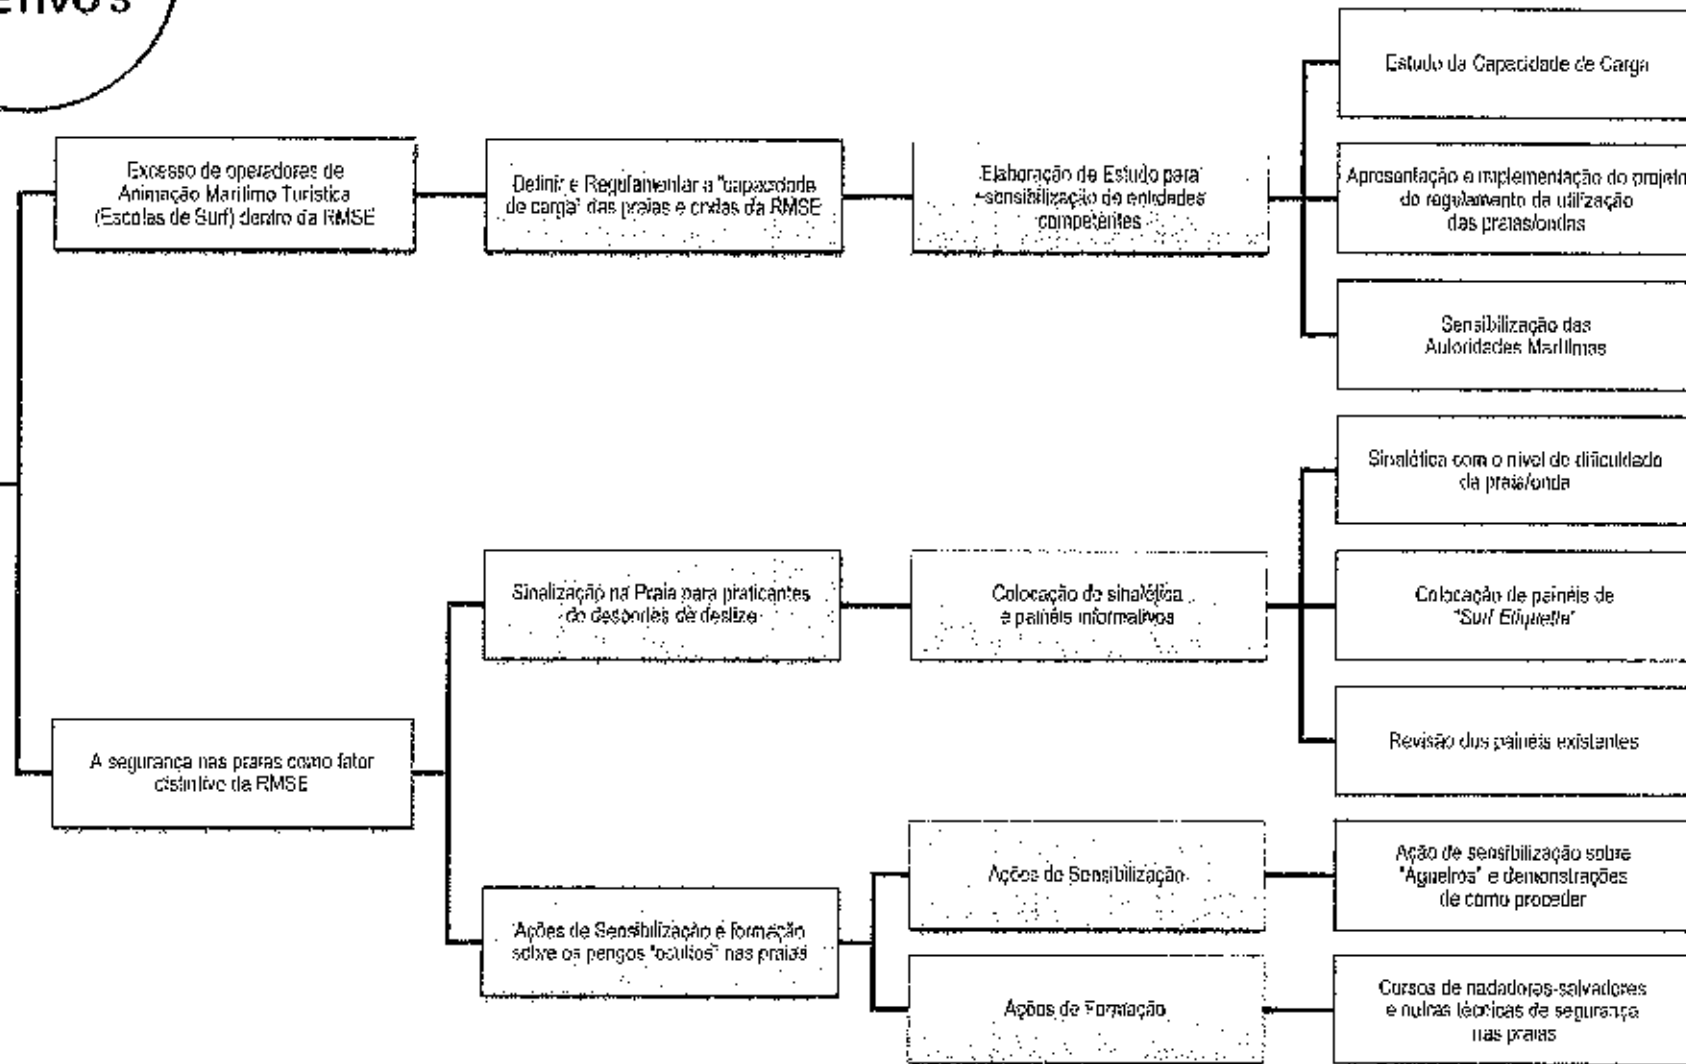 Estudo da Capacidade de Carga
Excesso de operadores de
Animação Marítimo Turística
(Escolas de Surf) dentro da RMSE
Definir e Regulamentar a "capacidade
de carga" das praias e ondas da RMSE
Elaboração de Estudo para
sensibilização de entidades
competentes
Apresentação e implementação do projeto
do regulamento da utilização
das praias/ondas
Sensibilização das
Autoridades Marítimas
Sinalética com o nível de dificuldade
da praia/onda
Sinalização na Praia para praticantes
de desportos de deslize
Colocação de sinalética
e painéis informativos
Colocação de painéis de
"Surf Etiquette"
Revisão dos painéis existentes
A segurança nas praias como fator
distintivo da RMSE
Ações de Sensibilização e formação
sobre os perigos "ocultos" nas praias
Ações de Sensibilização
Ação de sensibilização sobre
"Agueiros" e demonstrações
de como proceder
Ações de Formação
Cursos de nadadores-salvadores
e outras técnicas de segurança
nas praias